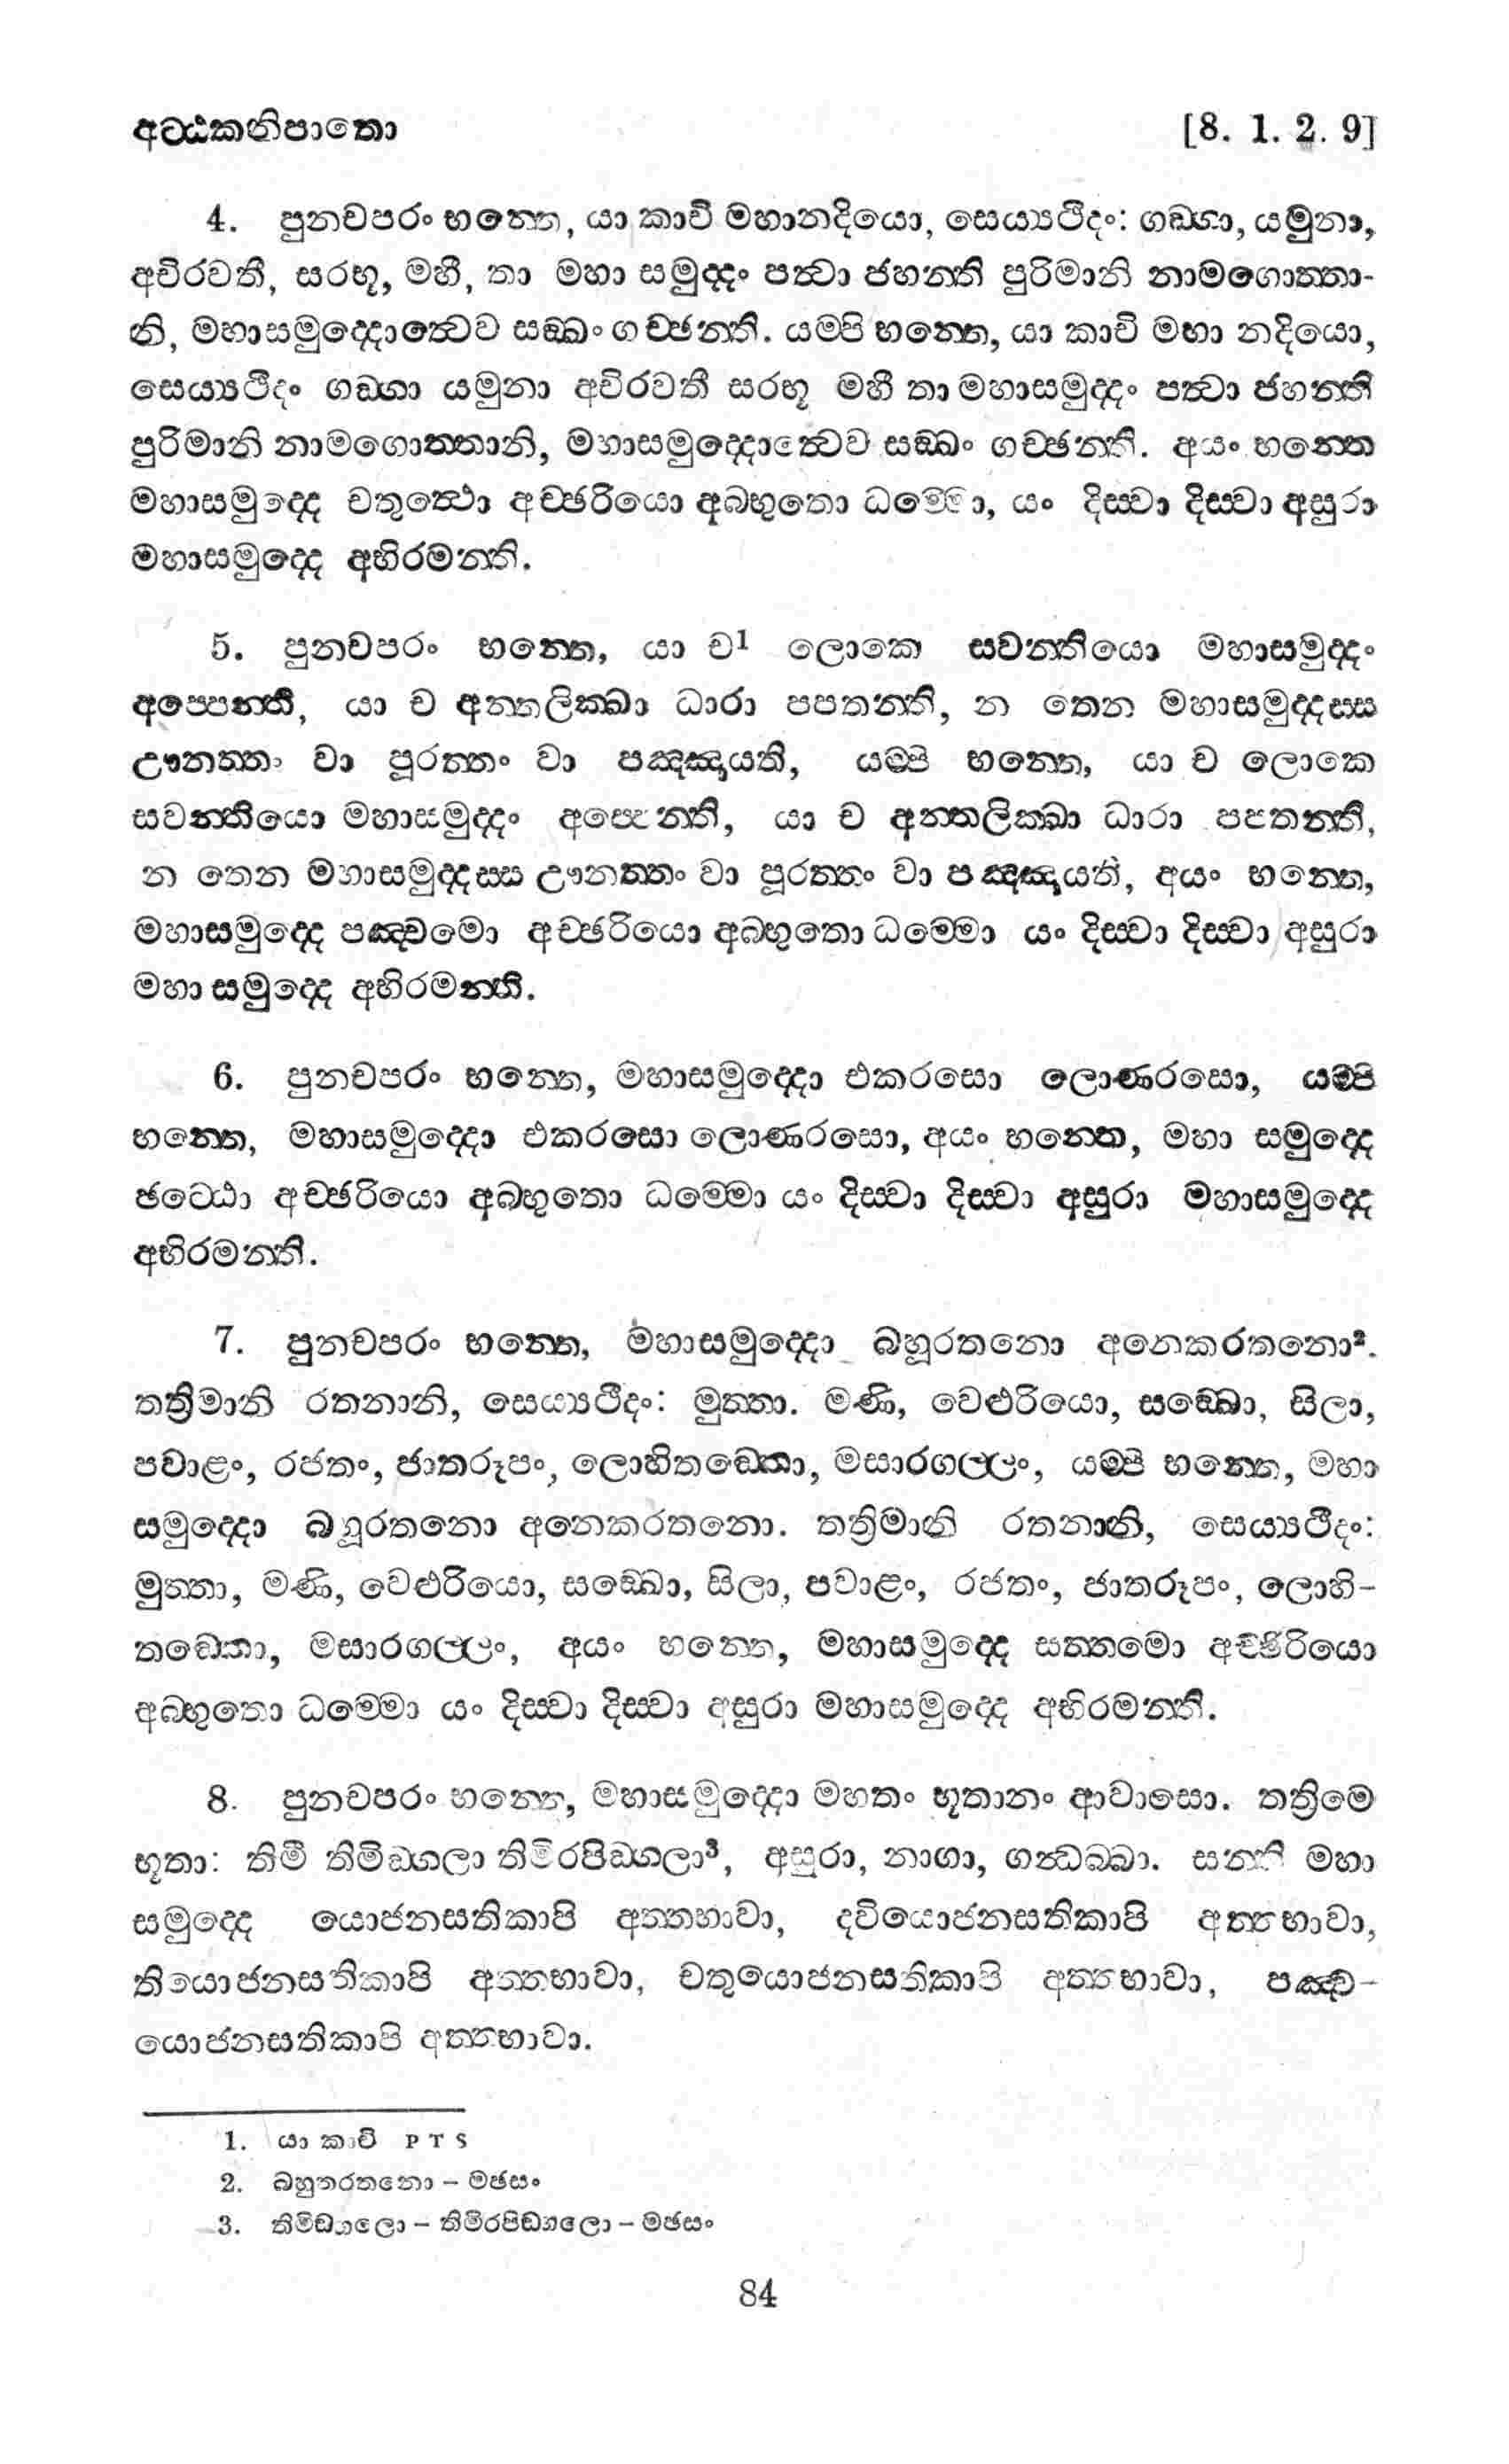 අට්ඨකනිපාතො [8. 1. 2. 9]
4. පුනචපරං භන්තෙ, යා කාචි මහානදියො, සෙය්‍යථීදං: ගඞ්ගා, යමුනා,
අචිරවතී, සරභූ, මහී, තා මහා සමුද්දං පත්‍වා ජහන්ති පුරිමානි නාමගොත්තා-
නි, මහාසමුද්දොත්‍වෙව සඞ්ඛං ගච්ඡන්ති. යම්පි භන්තෙ, යා කාචි මහා නදියො,
සෙය්‍යථීදං ගඞ්ගා යමුනා අචිරවතී සරභූ මහී තා මහාසමුද්දං පත්‍වා ජහන්ති
පුරිමානි නාමගොත්තානි, මහාසමුද්දොත්‍වෙව සඞ්ඛං ගච්ඡන්ති. අයං භන්තෙ
මහාසමුද්දෙ චතුත්‍ථො අච්ඡරියො අබ්භුතො ධම්මො, යං දිස්වා දිස්වා අසුරා
මහාසමුද්දෙ අභිරමන්ති.
5. පුනචපරං භන්තෙ, යා ච1 ලොකෙ සවන්තියො මහාසමුද්දං
අප්පෙන්ති, යා ච අන්තලික්ඛා ධාරා පපතන්ති, න තෙන මහාසමුද්දස්ස
ඌනත්තං වා පූරත්තං වා පඤ්ඤායති, යම්පි භන්තෙ, යා ච ලොකෙ
සවන්තියො මහාසමුද්දං අප්පෙන්ති, යා ච අන්තලික්ඛා ධාරා පපතන්ති,
න තෙන මහාසමුද්දස්ස ඌනත්තං වා පූරත්තං වා පඤ්ඤායති, අයං භන්තෙ,
මහාසමුද්දෙ පඤ්චමො අච්ඡරියො අබ්භුතො ධම්මො යං දිස්වා දිස්වා අසුරා
මහා සමුද්දෙ අභිරමන්ති.
6. පුනචපරං භන්තෙ, මහාසමුද්දො එකරසො ලොණරසො, යම්පි
භන්තෙ, මහාසමුද්දො එකරසො ලොණරසො, අයං භන්තෙ, මහා සමුද්දෙ
ඡට්ඨො අච්ඡරියො අබ්භුතො ධම්මො යං දිස්වා දිස්වා අසුරා මහාසමුද්දෙ
අභිරමන්ති.
7. පුනචපරං භන්තෙ, මහාසමුද්දො බහූරතනො අනෙකරතනො2.
තත්‍රිමානි රතනානි, සෙය්‍යථීදං: මුත්තා. මණි, වෙළුරියො, සඞ්ඛො, සිලා,
පවාළං, රජතං, ජාතරූපං, ලොහිතඞ්කො, මසාරගල්ලං, යම්පි භන්තෙ, මහා
සමුද්දො බහූරතනො අනෙකරතනො. තත්‍රිමානි රතනානි, සෙය්‍යථීදං:
මුත්තා, මණි, වෙළුරියො, සඞ්ඛො, සිලා, පවාළං, රජතං, ජාතරූපං, ලොහි-
තඞ්කො, මසාරගල්ලං, අයං භන්තෙ, මහාසමුද්දෙ සත්තමො අච්ඡරියො
අබ්භුතො ධම්මො යං දිස්වා දිස්වා අසුරා මහාසමුද්දෙ අභිරමන්ති.
8. පුනචපරං භන්තෙ, මහාසමුද්දො මහතං භූතානං ආවාසො. තත්‍රිමෙ
භූතා: තිමී තිමිඞ්ගලා තිමිරපිඞ්ගලා3, අසුරා, නාගා, ගන්‍ධබ්බා. සන්ති මහා
සමුද්දෙ යොජනසතිකාපි අත්තභාවා, ද්වියොජනසතිකාපි අත්තභාවා,
තියොජනසතිකාපි අත්තභාවා, චතුයොජනසතිකාපි අත්තභාවා, පඤ්ච-
යොජනසතිකාපි අත්තභාවා.
1. යා කාචි P T S
2. බහුතරතනො – මඡසං
3. තිමිඞ්ගලො – තිමිරපිඞ්ගලො – මඡසං
84